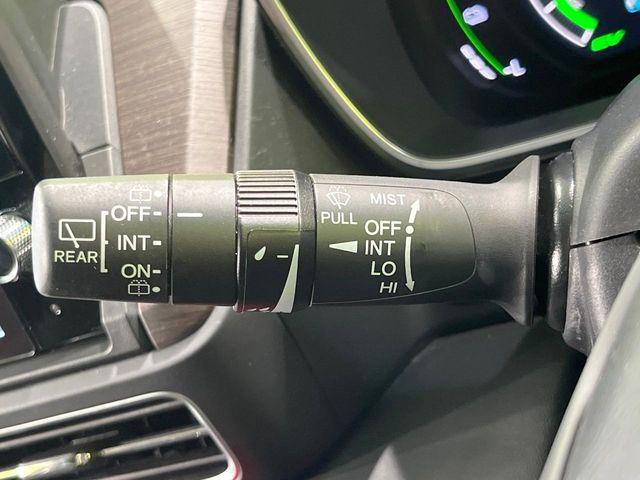 REAR
OFF
INT
ON
PULL
MIST
OFF
INT
LO
HI